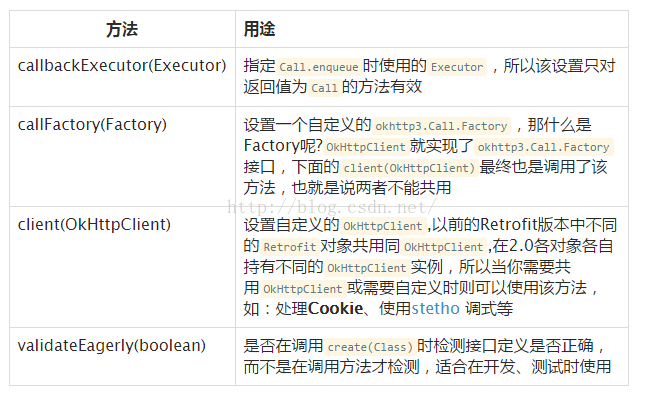 方法 用途
callbackExecutor(Executor) 指定 Call.enqueue 时使用的 Executor ，所以该设置只对
返回值为 Call 的方法有效
callFactory(Factory) 设置一个自定义的 okhttp3.Call.Factory ，那什么是
Factory呢? OkHttpClient 就实现了 okhttp3.Call.Factory
接口，下面的 client(OkHttpClient) 最终也是调用了该
方法，也就是说两者不能共用
http://blog.csdn.net/
client(OkHttpClient) 设置自定义的 OkHttpClient ,以前的Retrofit版本中不同
的 Retrofit 对象共用同 OkHttpClient ,在2.0各对象各自
持有不同的 OkHttpClient 实例，所以当你需要共
用 OkHttpClient 或需要自定义时则可以使用该方法，
如：处理Cookie、使用stetho 调式等
validateEagerly(boolean) 是否在调用 create(Class) 时检测接口定义是否正确，
而不是在调用方法才检测，适合在开发、测试时使用